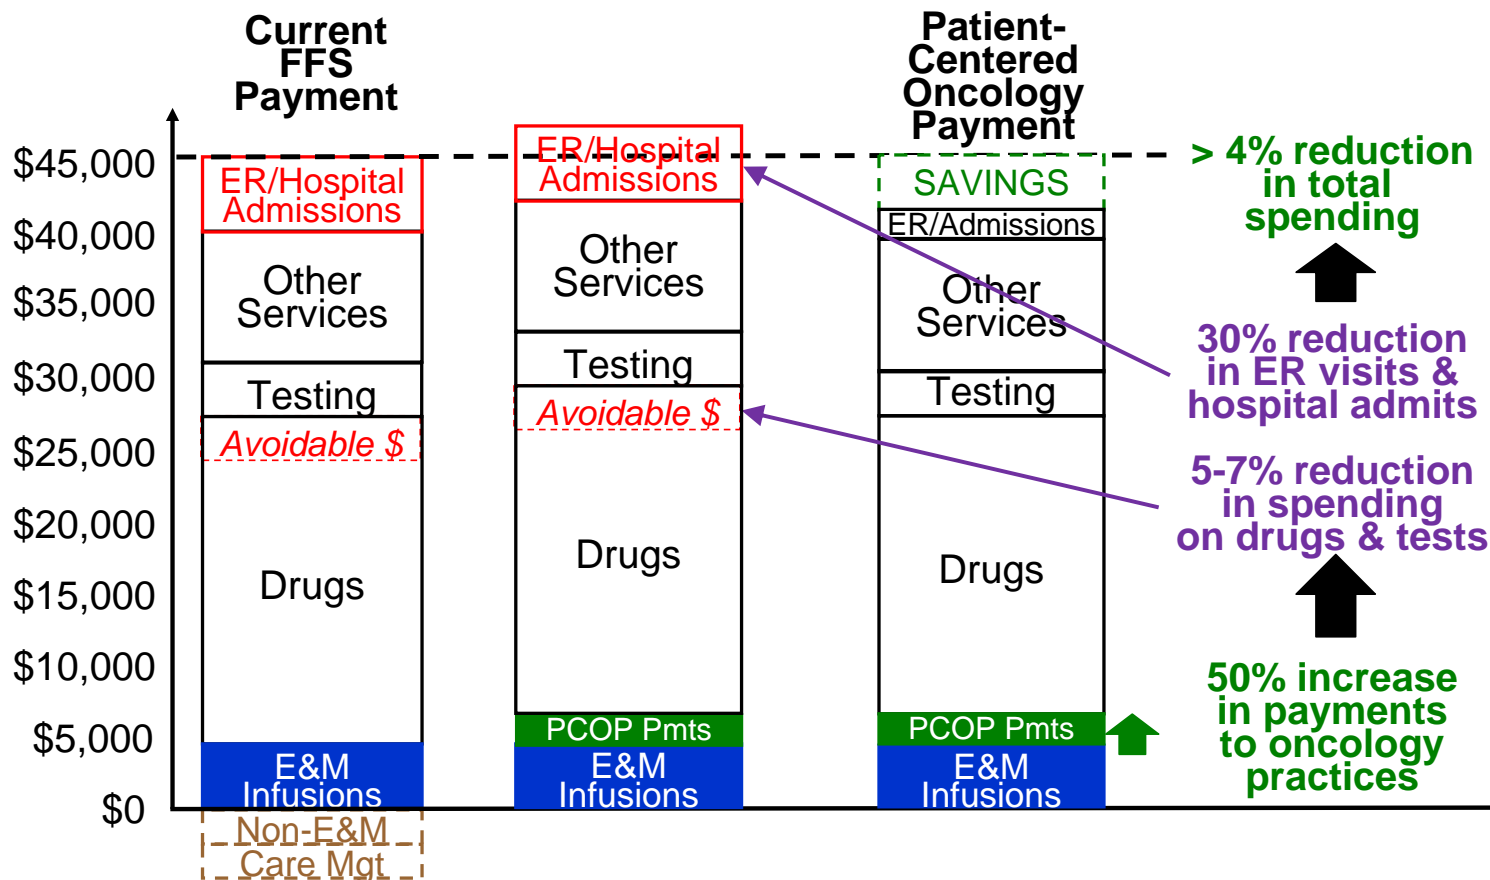 Current
FFS
Payment
Patient-
Centered
Oncology
Payment
$45,000
$40,000
$35,000
$30,000
$25,000
$20,000
$15,000
$10,000
$5,000
$0
ER/Hospital
Admissions
Other
Services
Testing
Avoidable $
Drugs
E&M
Infusions
Non-E&M
Care Mgt
ER/Hospital
Admissions
Other
Services
Testing
Avoidable $
Drugs
PCOP Pmts
E&M
Infusions
SAVINGS
ER/Admissions
Other
Services
Testing
Drugs
PCOP Pmts
E&M
Infusions
> 4% reduction
in total
spending
30% reduction
in ER visits &
hospital admits
5-7% reduction
in spending
on drugs & tests
50% increase
in payments
to oncology
practices